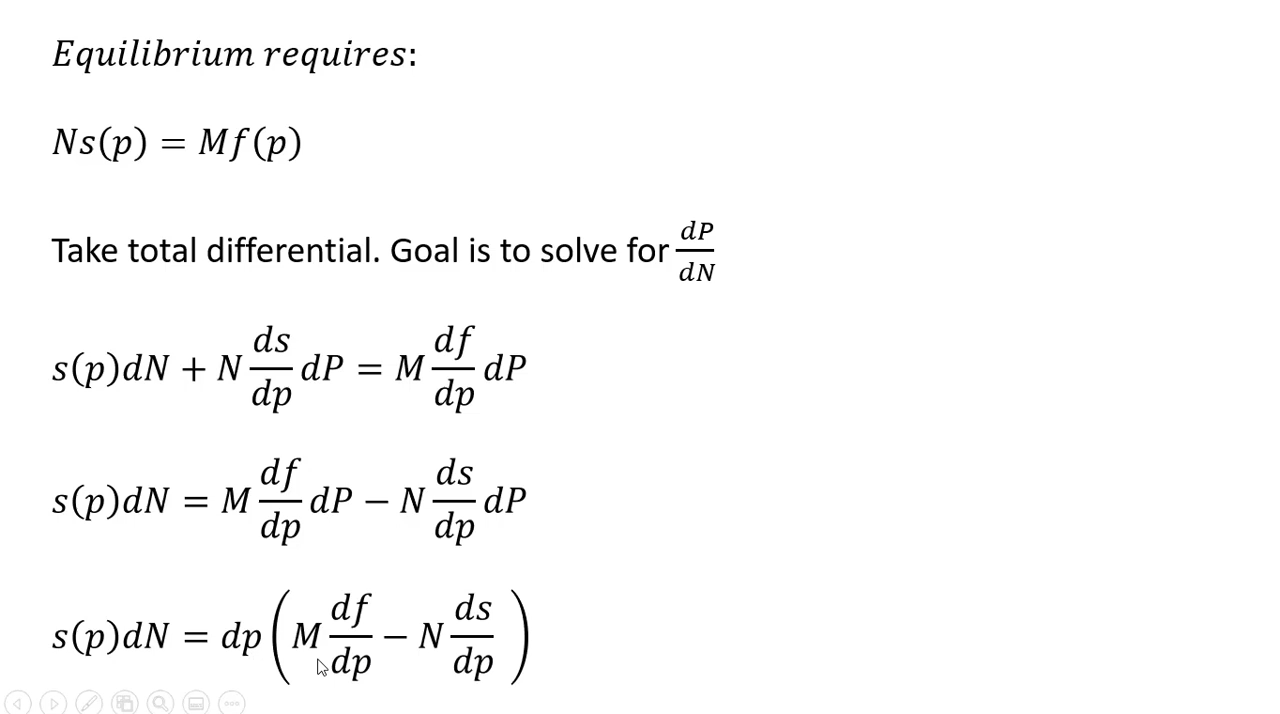 Equilibrium requires:
Ns(p) = Mf(p)
Take total differential. Goal is to solve for dP/dN
s(p)dN + N ds/dp dP = M df/dp dP
s(p)dN = M df/dp dP − N ds/dp dP
s(p)dN = dp(M df/dp − N ds/dp)